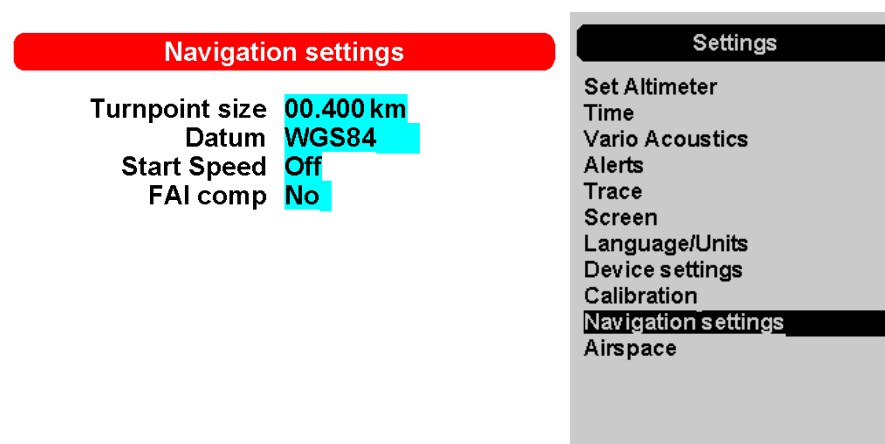 Navigation settings
Turnpoint size 00.400 km
Datum WGS84
Start Speed Off
FAI comp No
Settings
Set Altimeter
Time
Vario Acoustics
Alerts
Trace
Screen
Language/Units
Device settings
Calibration
Navigation settings
Airspace